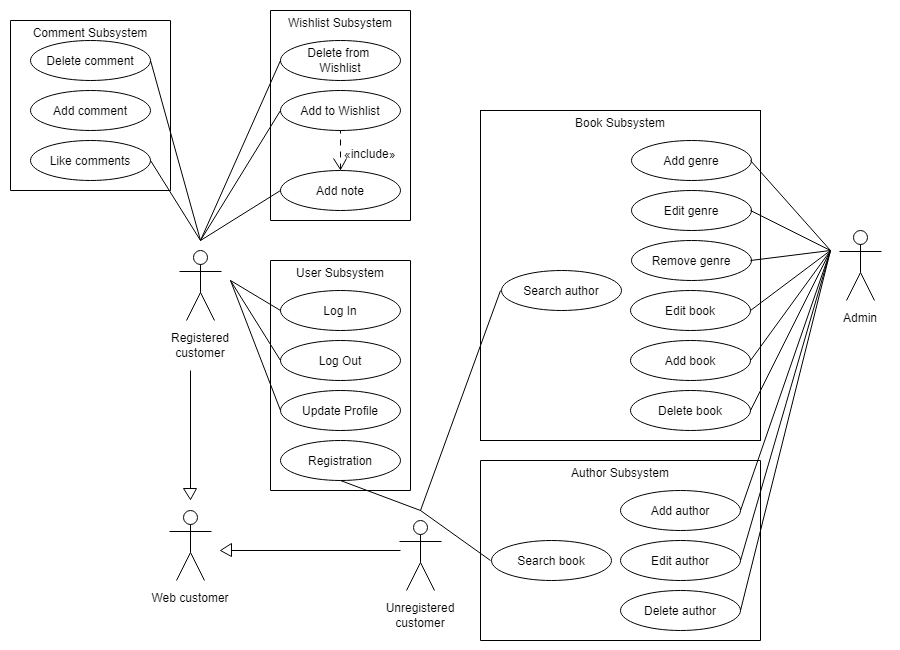 Comment Subsystem
Delete comment
Add comment
Like comments
Wishlist Subsystem
Delete from
Wishlist
Add to Wishlist
«include»
Add note
Registered
customer
User Subsystem
Log In
Log Out
Update Profile
Registration
Web customer
Unregistered
customer
Book Subsystem
Add genre
Edit genre
Remove genre
Search author
Edit book
Add book
Delete book
Admin
Author Subsystem
Add author
Search book
Edit author
Delete author